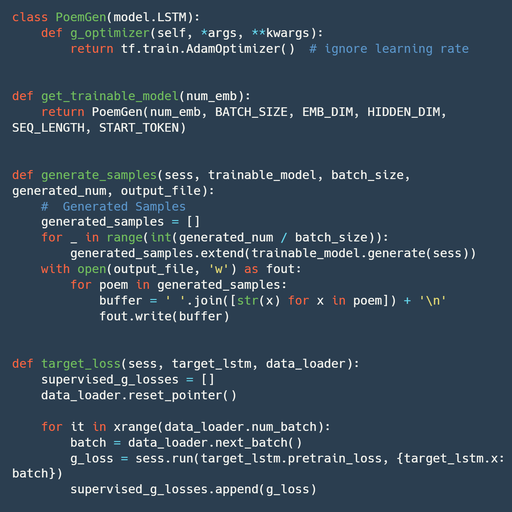 class PoemGen(model.LSTM):
    def g_optimizer(self, *args, **kwargs):
        return tf.train.AdamOptimizer()  # ignore learning rate


def get_trainable_model(num_emb):
    return PoemGen(num_emb, BATCH_SIZE, EMB_DIM, HIDDEN_DIM,
SEQ_LENGTH, START_TOKEN)


def generate_samples(sess, trainable_model, batch_size,
generated_num, output_file):
    #  Generated Samples
    generated_samples = []
    for _ in range(int(generated_num / batch_size)):
        generated_samples.extend(trainable_model.generate(sess))
    with open(output_file, 'w') as fout:
        for poem in generated_samples:
            buffer = ' '.join([str(x) for x in poem]) + '\n'
            fout.write(buffer)


def target_loss(sess, target_lstm, data_loader):
    supervised_g_losses = []
    data_loader.reset_pointer()

    for it in xrange(data_loader.num_batch):
        batch = data_loader.next_batch()
        g_loss = sess.run(target_lstm.pretrain_loss, {target_lstm.x:
batch})
        supervised_g_losses.append(g_loss)